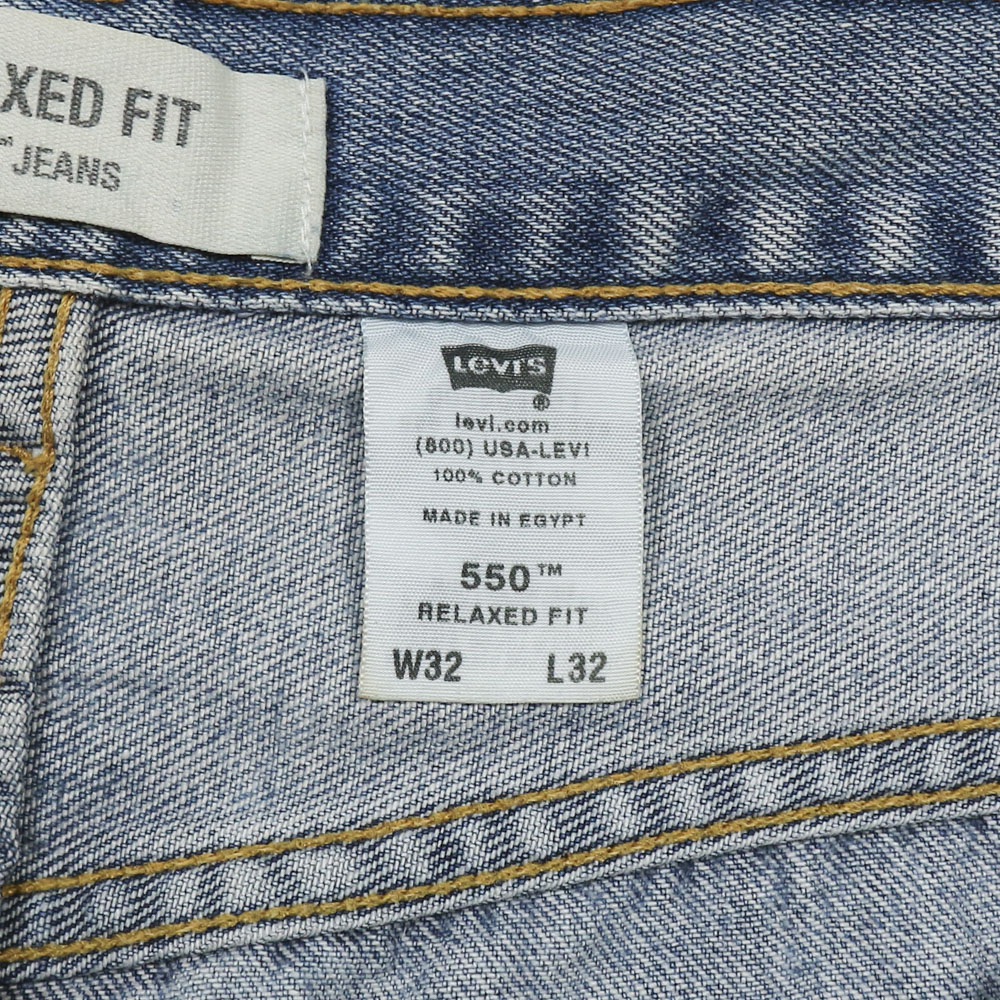 XED FIT
JEANS
LEVI'S
®
levi.com
(800) USA-LEVI
100% COTTON
MADE IN EGYPT
550™
RELAXED FIT
W32 L32